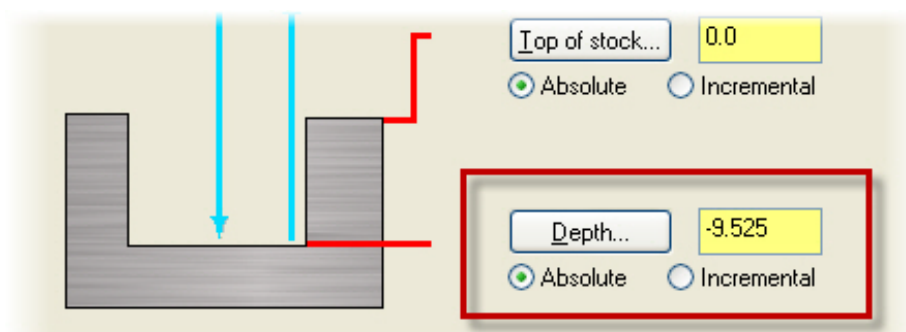 Top of stock... 0.0
Absolute Incremental
Depth... -9.525
Absolute Incremental